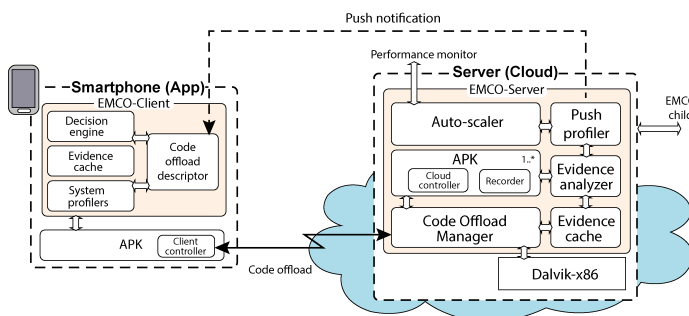 Push notification
Performance monitor
Smartphone (App)
Server (Cloud)
EMCO-Client
EMCO-Server
Decision
engine
Evidence
cache
System
profilers
Code
offload
descriptor
APK
Client
controller
Code offload
Auto-scaler
Push
profiler
APK
1..*
Cloud
controller
Recorder
Evidence
analyzer
Code Offload
Manager
Evidence
cache
Dalvik-x86
EMCO
child